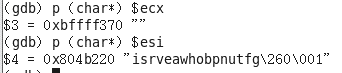 (gdb) p (char*) $ecx
$3 = 0xbffff370 ""
(gdb) p (char*) $esi
$4 = 0x804b220 "isrveawhobpnutfg\260\001"